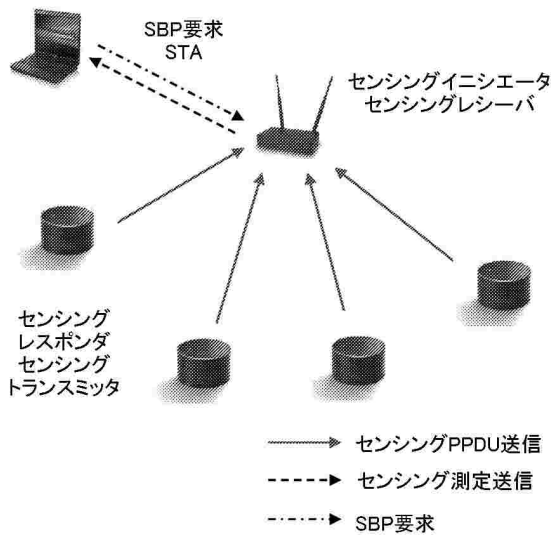 SBP要求
STA
センシングイニシエータ
センシングレシーバ
センシング
レスポンダ
センシング
トランスミッタ
センシングPPDU送信
センシング測定送信
SBP要求